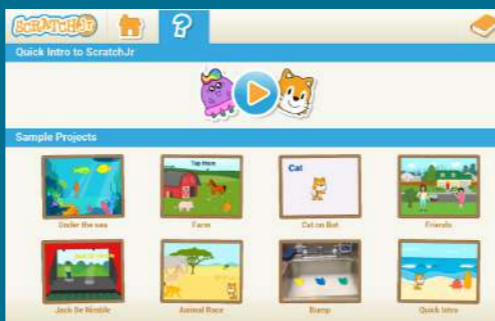 SCRATCHJr
Quick Intro to ScratchJr
Sample Projects
Tap Here
Cat
Under the sea
Farm
Cat on Bat
Friends
Jack Be Nimble
Animal Race
Bump
Quick Intro